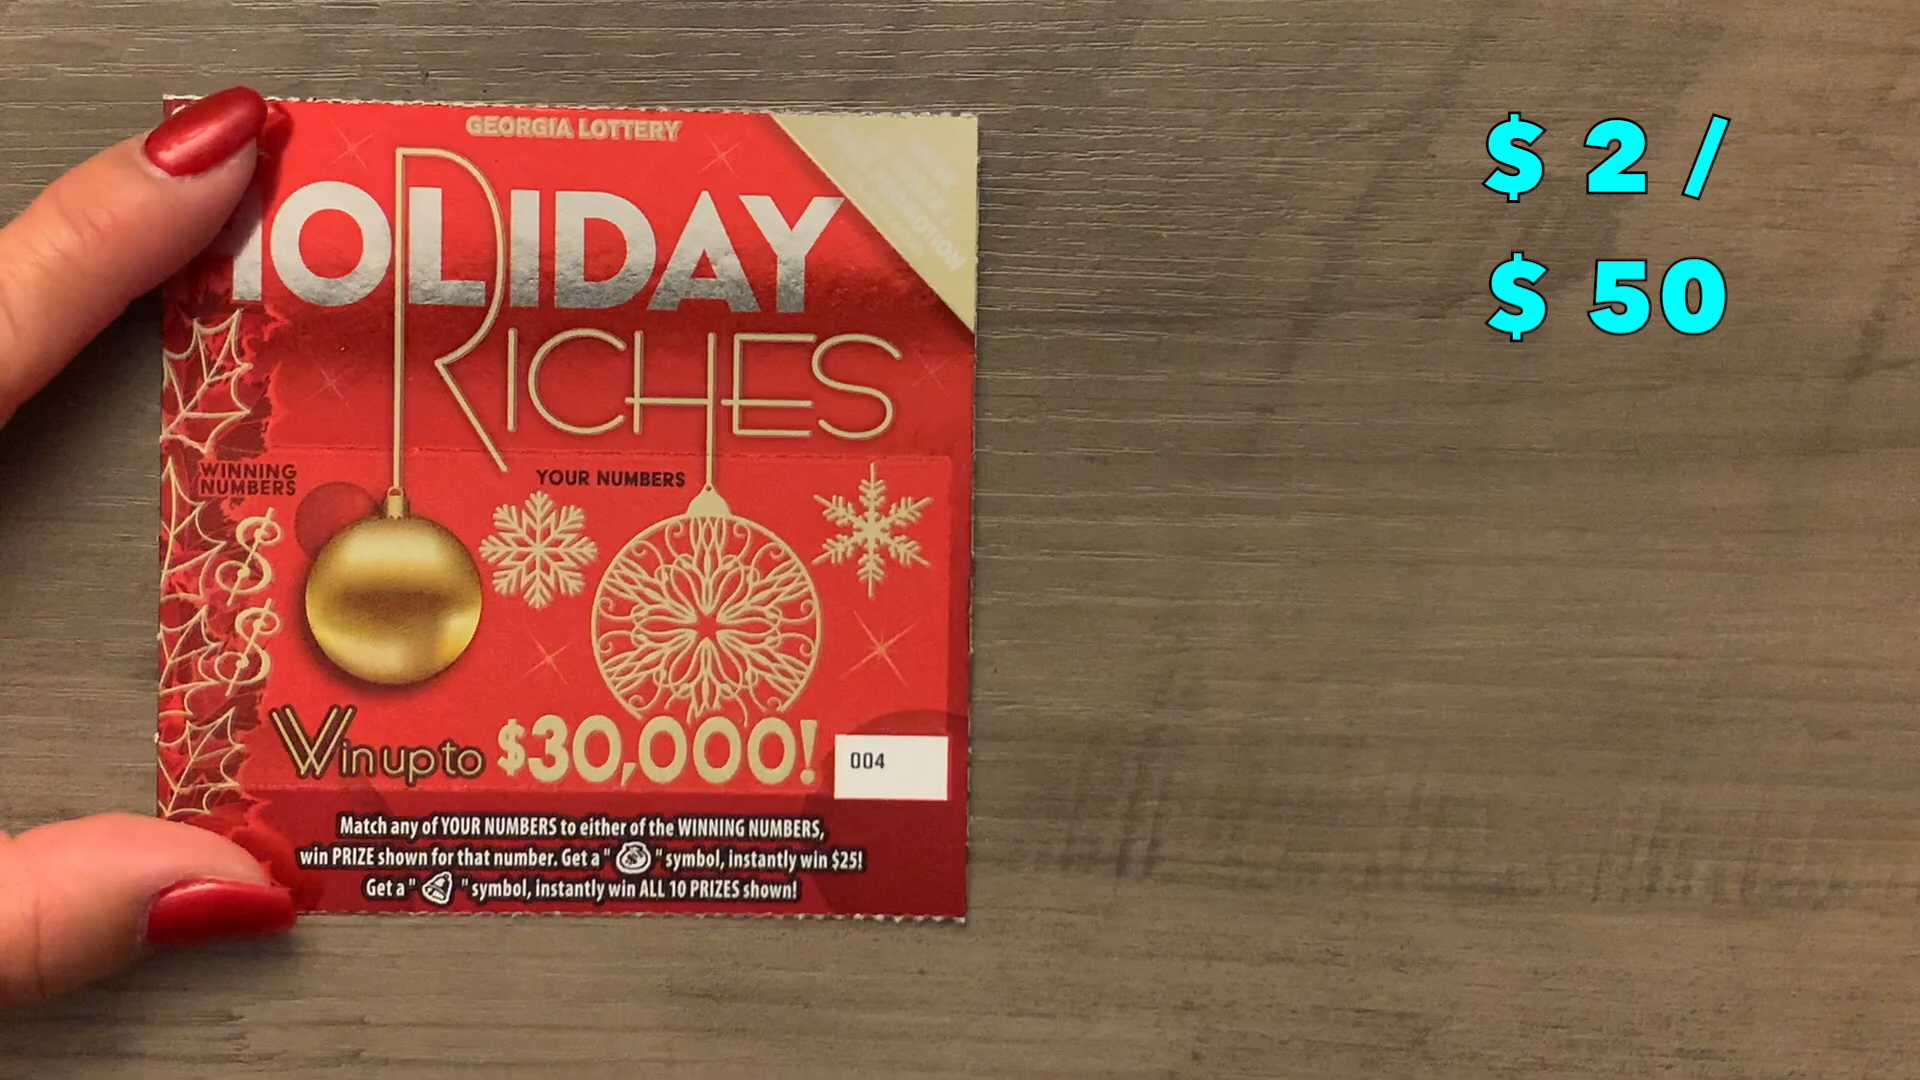 GEORGIA LOTTERY
HOLIDAY
RICHES
WINNING
NUMBERS
YOUR NUMBERS
$
$
Win up to $30,000!
004
Match any of YOUR NUMBERS to either of the WINNING NUMBERS,
win PRIZE shown for that number. Get a " " symbol, instantly win $25!
Get a " " symbol, instantly win ALL 10 PRIZES shown!
$ 2 /
$ 50